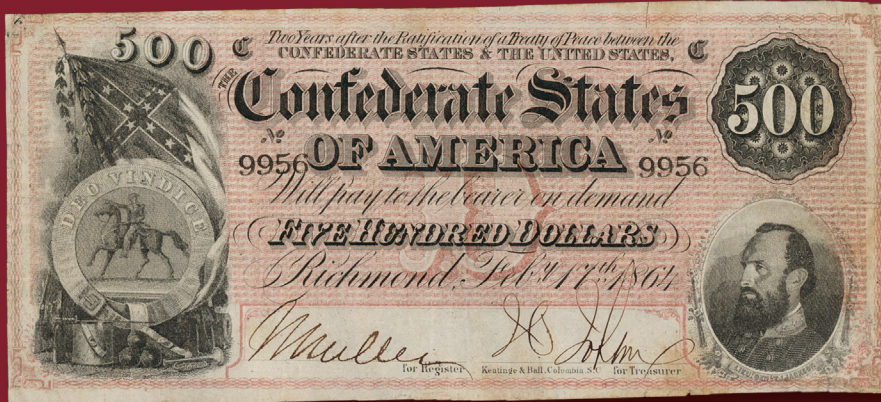 500
C Two Years after the Ratification of a Treaty of Peace between the C
CONFEDERATE STATES & THE UNITED STATES,
THE
Confederate States
500
No No
9956 OF AMERICA 9956
Will pay to the bearer on demand
DEO VINDICE
FIVE HUNDRED DOLLARS
Richmond, Feby 17th 1864
for Register Keatinge & Ball, Columbia, S.C. for Treasurer